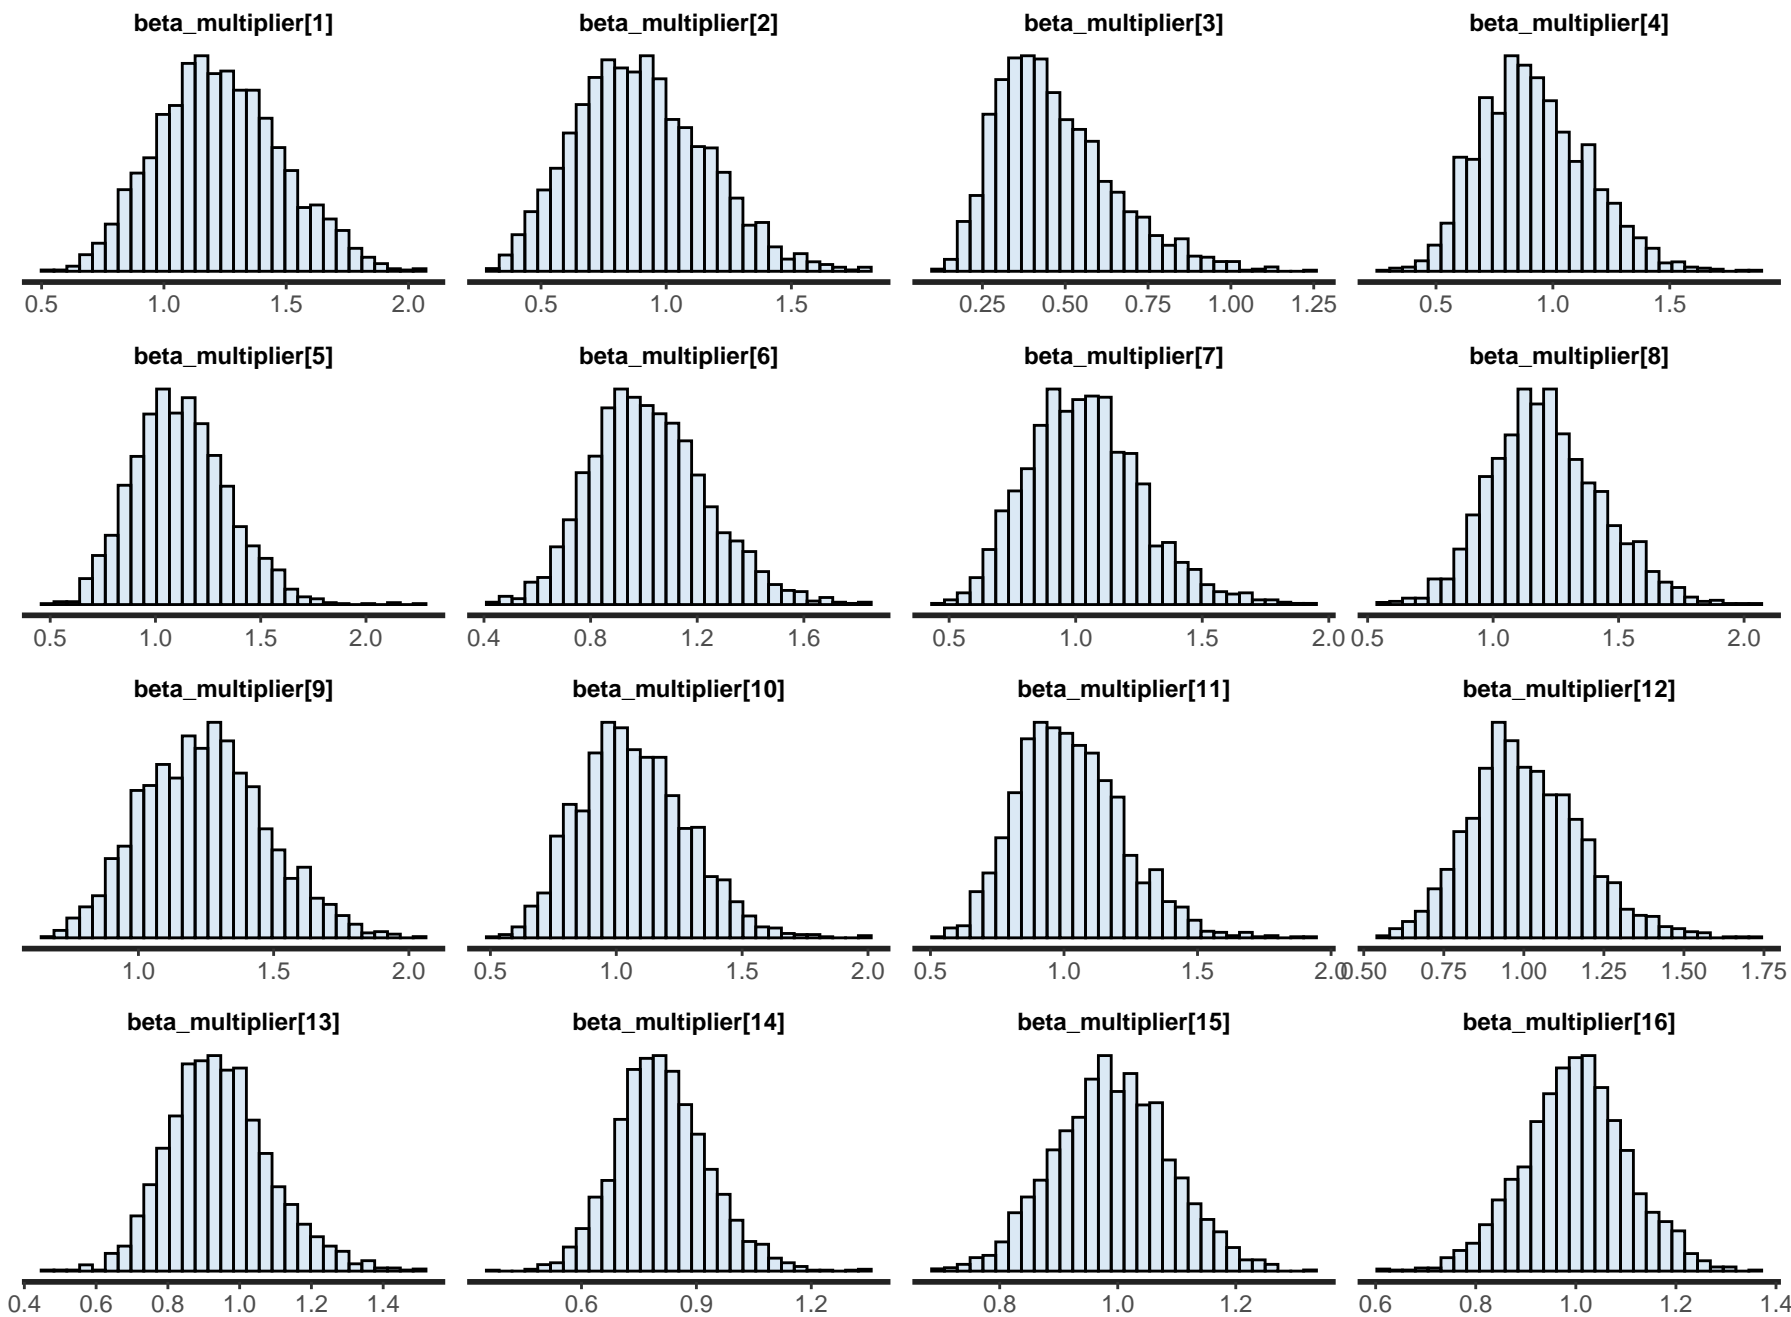 beta_multiplier[1] beta_multiplier[2] beta_multiplier[3] beta_multiplier[4]
0.5 1.0 1.5 2.0 0.5 1.0 1.5 0.25 0.50 0.75 1.00 1.25 0.5 1.0 1.5
beta_multiplier[5] beta_multiplier[6] beta_multiplier[7] beta_multiplier[8]
0.5 1.0 1.5 2.0 0.4 0.8 1.2 1.6 0.5 1.0 1.5 2.0 0.5 1.0 1.5 2.0
beta_multiplier[9] beta_multiplier[10] beta_multiplier[11] beta_multiplier[12]
1.0 1.5 2.0 0.5 1.0 1.5 2.0 0.5 1.0 1.5 2.0 0.50 0.75 1.00 1.25 1.50 1.75
beta_multiplier[13] beta_multiplier[14] beta_multiplier[15] beta_multiplier[16]
0.4 0.6 0.8 1.0 1.2 1.4 0.6 0.9 1.2 0.8 1.0 1.2 0.6 0.8 1.0 1.2 1.4